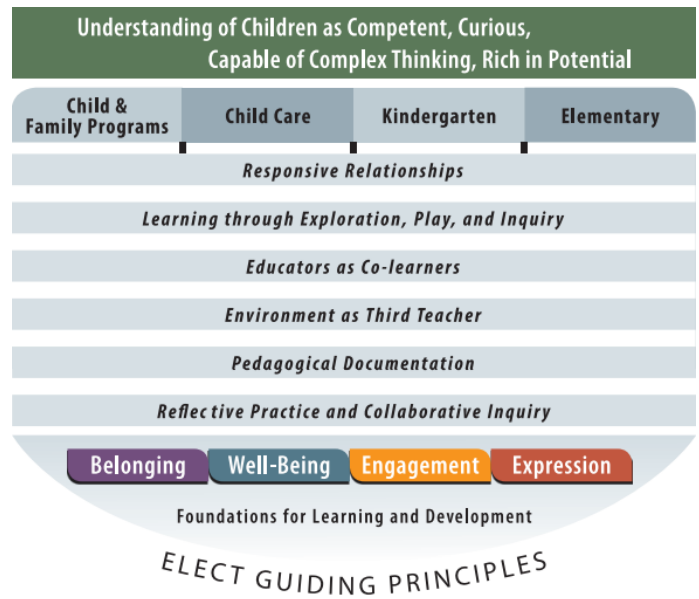 Understanding of Children as Competent, Curious,
Capable of Complex Thinking, Rich in Potential
Child &
Family Programs
Child Care
Kindergarten
Elementary
Responsive Relationships
Learning through Exploration, Play, and Inquiry
Educators as Co-learners
Environment as Third Teacher
Pedagogical Documentation
Reflective Practice and Collaborative Inquiry
Belonging
Well-Being
Engagement
Expression
Foundations for Learning and Development
ELECT GUIDING PRINCIPLES